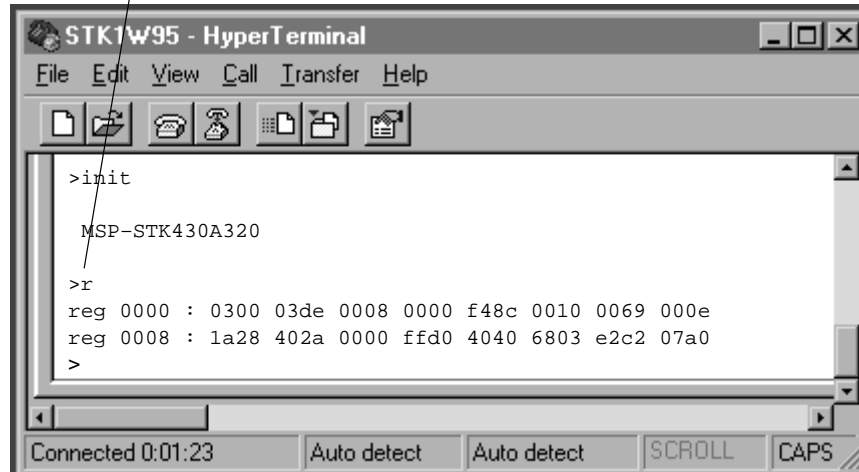 STK1W95 - HyperTerminal
File Edit View Call Transfer Help
>init
MSP-STK430A320
>r
reg 0000 : 0300 03de 0008 0000 f48c 0010 0069 000e
reg 0008 : 1a28 402a 0000 ffd0 4040 6803 e2c2 07a0
>
Connected 0:01:23 Auto detect Auto detect SCROLL CAPS